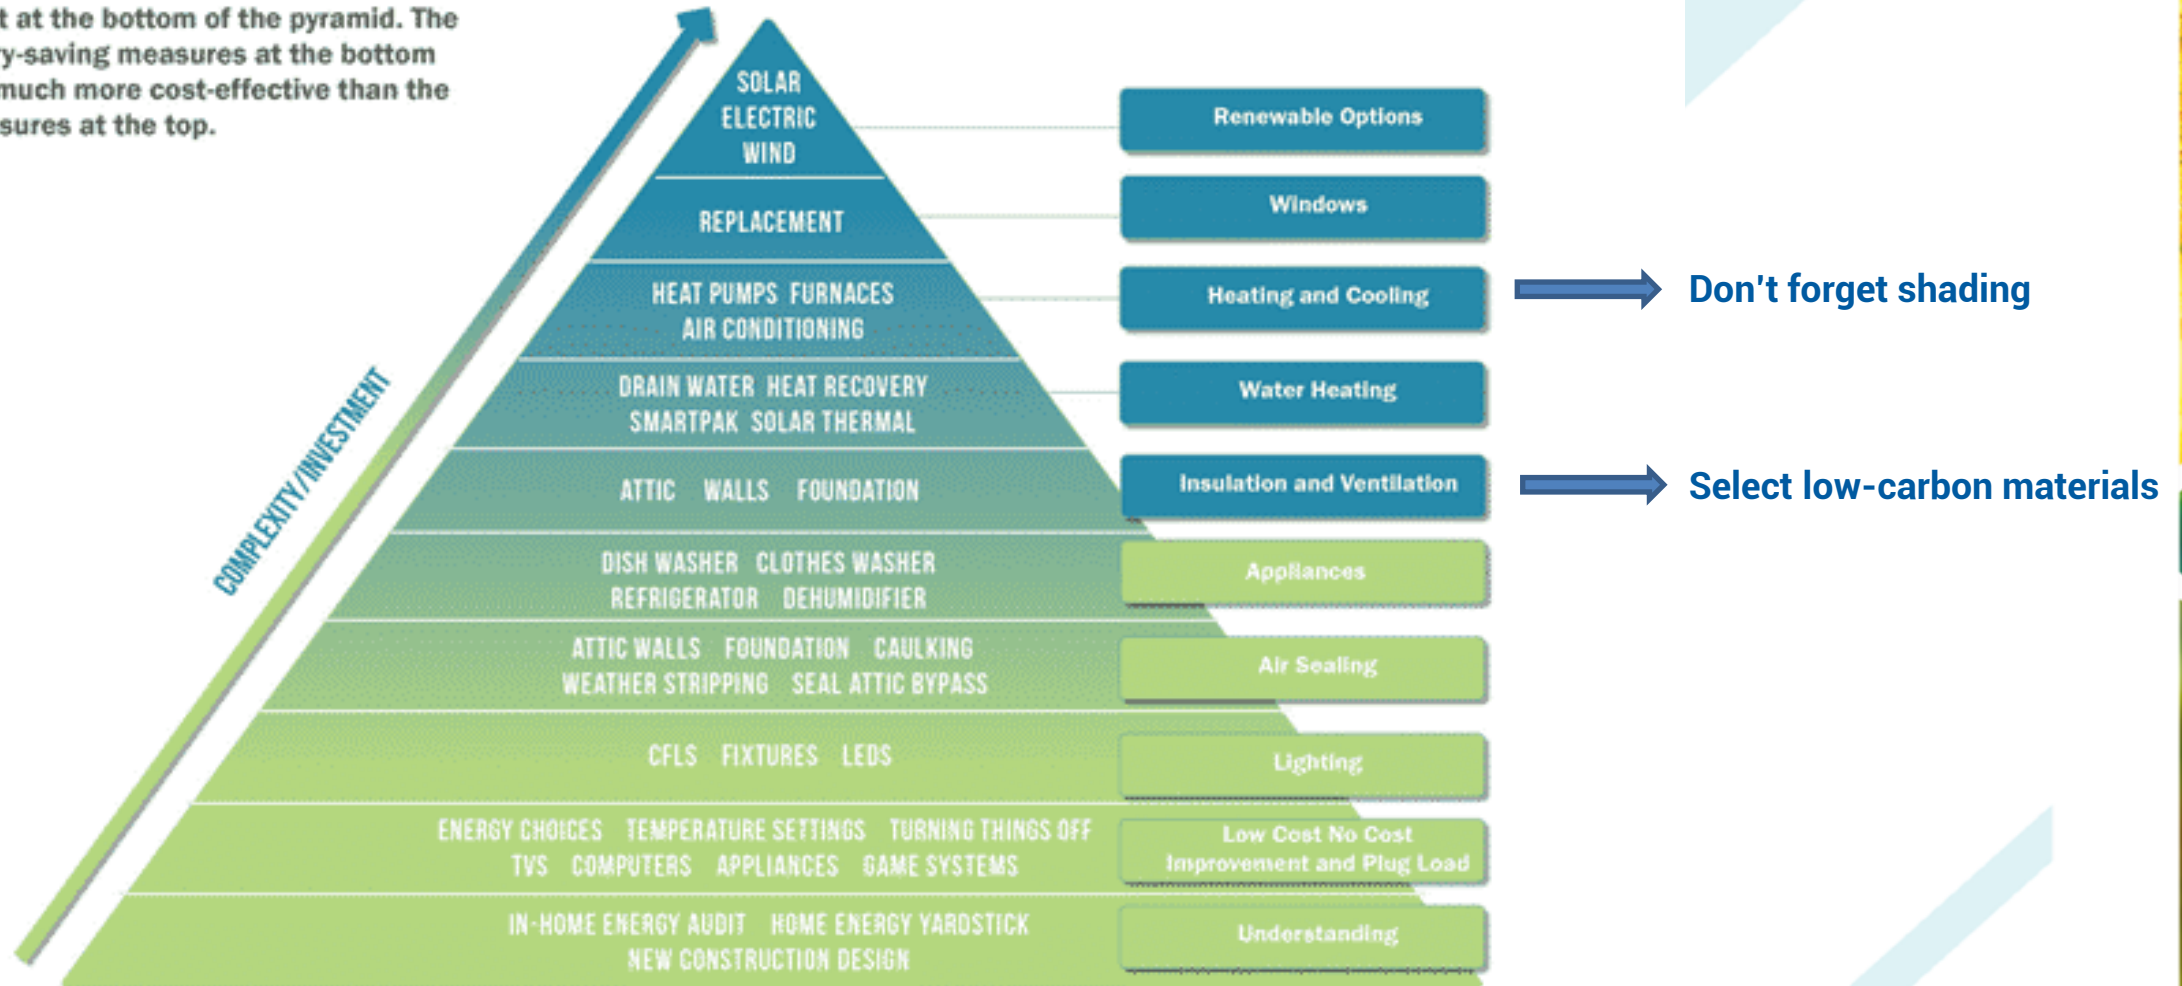 t at the bottom of the pyramid. The
y-saving measures at the bottom
much more cost-effective than the
sures at the top.
COMPLEXITY/INVESTMENT
SOLAR
ELECTRIC
WIND
Renewable Options
REPLACEMENT
Windows
HEAT PUMPS FURNACES
AIR CONDITIONING
Heating and Cooling
Don't forget shading
DRAIN WATER HEAT RECOVERY
SMARTPAK SOLAR THERMAL
Water Heating
ATTIC WALLS FOUNDATION
Insulation and Ventilation
Select low-carbon materials
DISH WASHER CLOTHES WASHER
REFRIGERATOR DEHUMIDIFIER
Appliances
ATTIC WALLS FOUNDATION CAULKING
WEATHER STRIPPING SEAL ATTIC BYPASS
Air Sealing
CFLS FIXTURES LEDS
Lighting
ENERGY CHOICES TEMPERATURE SETTINGS TURNING THINGS OFF
TVS COMPUTERS APPLIANCES GAME SYSTEMS
Low Cost No Cost
Improvement and Plug Load
IN-HOME ENERGY AUDIT HOME ENERGY YARDSTICK
NEW CONSTRUCTION DESIGN
Understanding